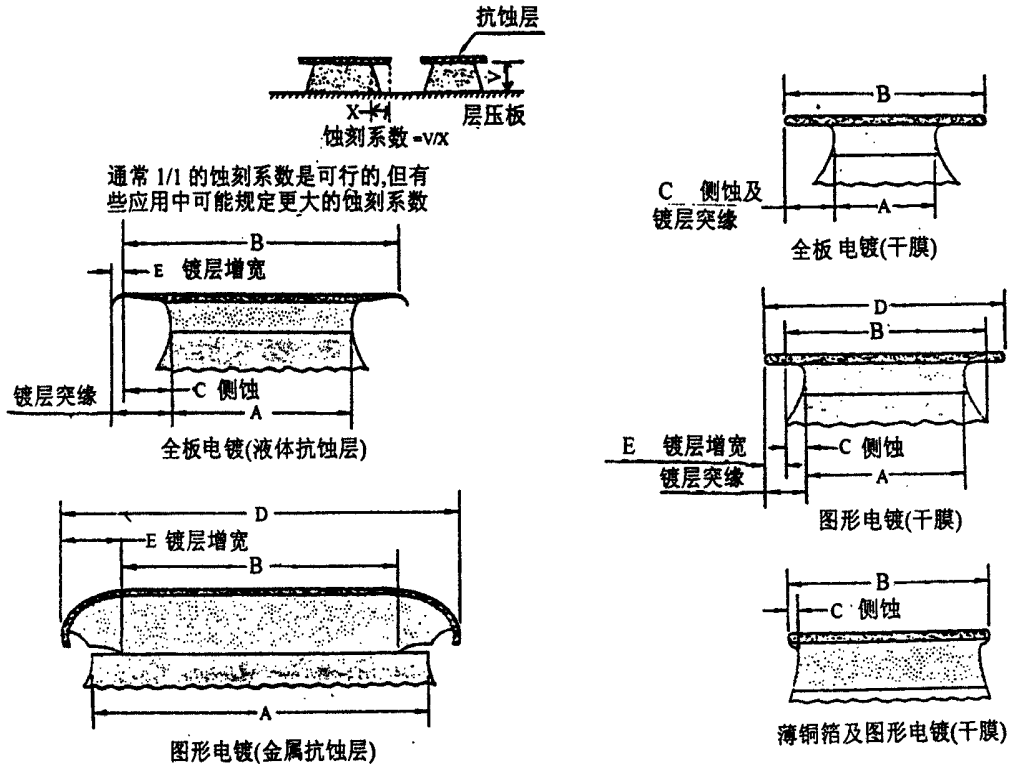 抗蚀层
V
X
层压板
蚀刻系数=V/X
通常 1/1 的蚀刻系数是可行的,但有
些应用中可能规定更大的蚀刻系数
B
E 镀层增宽
C 侧蚀
镀层突缘
A
全板电镀(液体抗蚀层)
D
E 镀层增宽
B
A
图形电镀(金属抗蚀层)
B
C 侧蚀及
镀层突缘
A
全板电镀(干膜)
D
B
E 镀层增宽
C 侧蚀
镀层突缘
A
图形电镀(干膜)
B
C 侧蚀
薄铜箔及图形电镀(干膜)